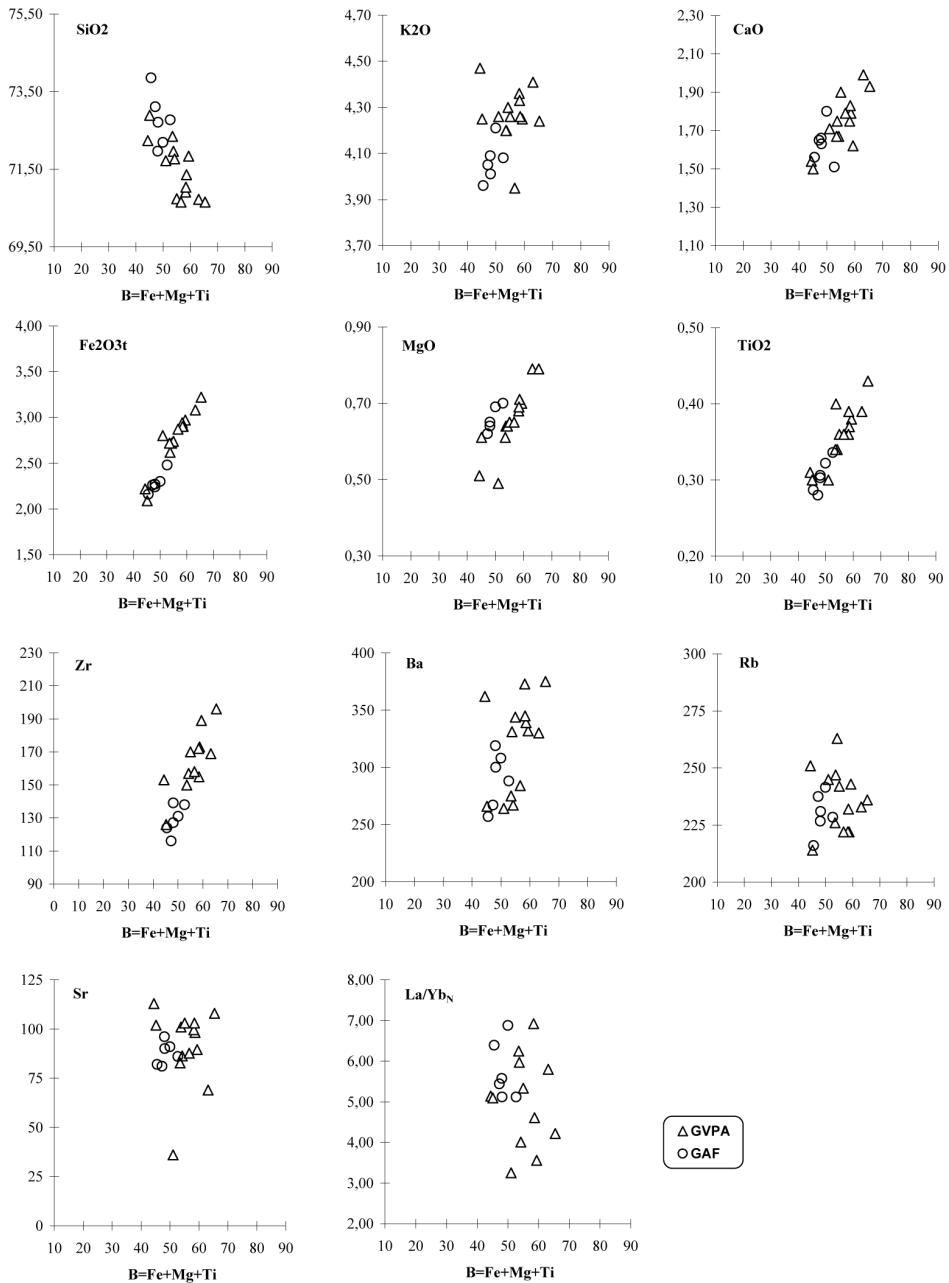 SiO2
75,50
73,50
71,50
69,50
10 20 30 40 50 60 70 80 90
B=Fe+Mg+Ti
K2O
4,70
4,50
4,30
4,10
3,90
3,70
10 20 30 40 50 60 70 80 90
B=Fe+Mg+Ti
CaO
2,30
2,10
1,90
1,70
1,50
1,30
1,10
10 20 30 40 50 60 70 80 90
B=Fe+Mg+Ti
Fe2O3t
4,00
3,50
3,00
2,50
2,00
1,50
10 20 30 40 50 60 70 80 90
B=Fe+Mg+Ti
MgO
0,90
0,70
0,50
0,30
10 20 30 40 50 60 70 80 90
B=Fe+Mg+Ti
TiO2
0,50
0,40
0,30
0,20
10 20 30 40 50 60 70 80 90
B=Fe+Mg+Ti
Zr
230
210
190
170
150
130
110
90
0 10 20 30 40 50 60 70 80 90
B=Fe+Mg+Ti
Ba
400
350
300
250
200
10 20 30 40 50 60 70 80 90
B=Fe+Mg+Ti
Rb
300
275
250
225
200
10 20 30 40 50 60 70 80 90
B=Fe+Mg+Ti
Sr
125
100
75
50
25
0
10 20 30 40 50 60 70 80 90
B=Fe+Mg+Ti
La/YbN
8,00
7,00
6,00
5,00
4,00
3,00
2,00
10 20 30 40 50 60 70 80 90
B=Fe+Mg+Ti
GVPA
GAF